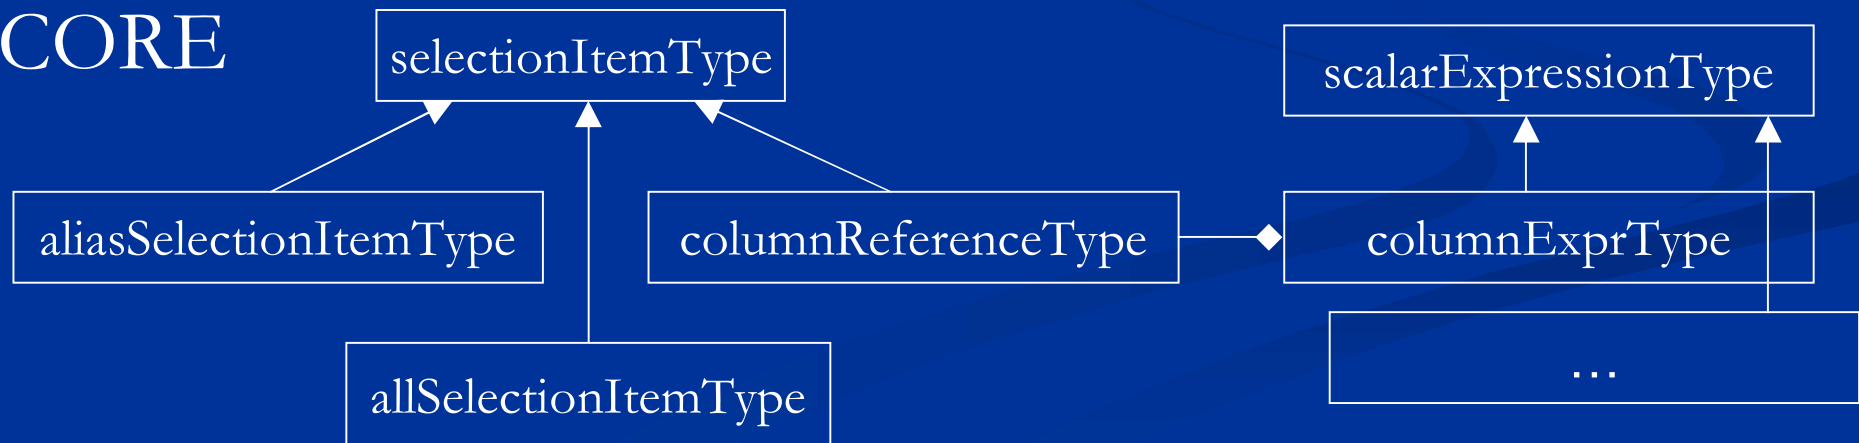 CORE
selectionItemType
scalarExpressionType
aliasSelectionItemType
columnReferenceType
columnExprType
allSelectionItemType
...